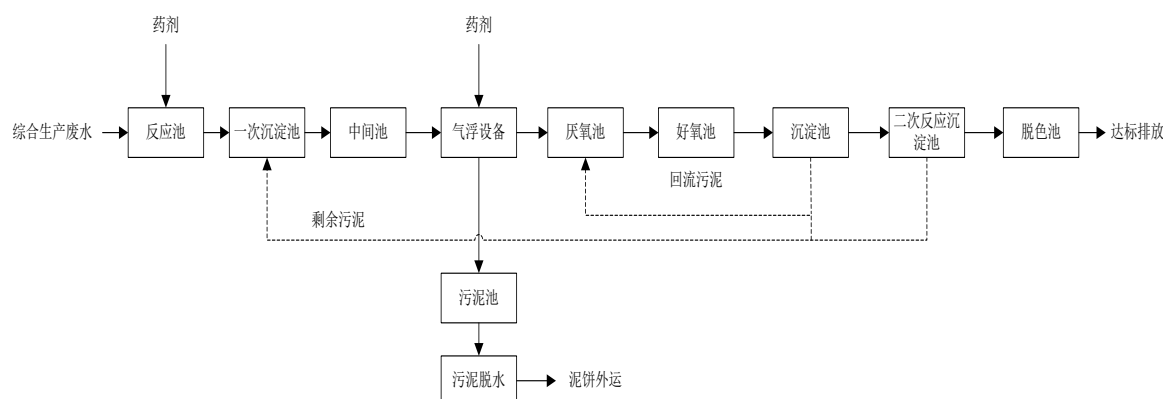 药剂
药剂
综合生产废水
反应池
一次沉淀池
中间池
气浮设备
厌氧池
好氧池
沉淀池
二次反应沉
淀池
脱色池
达标排放
回流污泥
剩余污泥
污泥池
污泥脱水
泥饼外运